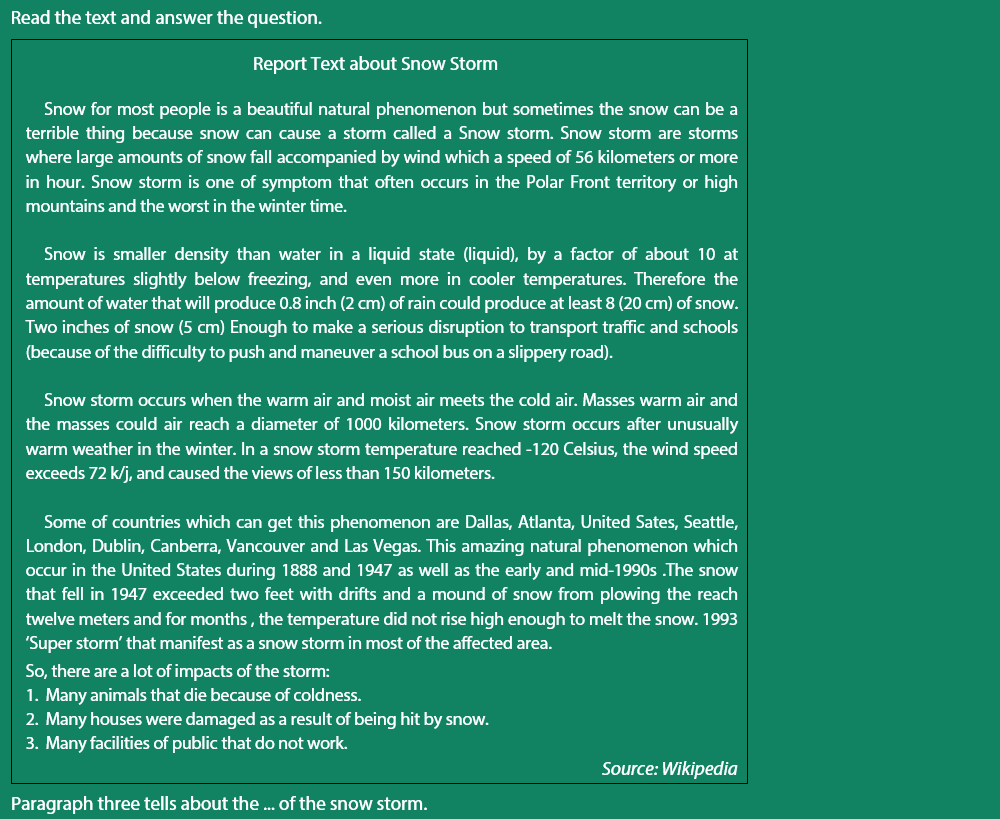 Read the text and answer the question.
Report Text about Snow Storm
Snow for most people is a beautiful natural phenomenon but sometimes the snow can be a
terrible thing because snow can cause a storm called a Snow storm. Snow storm are storms
where large amounts of snow fall accompanied by wind which a speed of 56 kilometers or more
in hour. Snow storm is one of symptom that often occurs in the Polar Front territory or high
mountains and the worst in the winter time.
Snow is smaller density than water in a liquid state (liquid), by a factor of about 10 at
temperatures slightly below freezing, and even more in cooler temperatures. Therefore the
amount of water that will produce 0.8 inch (2 cm) of rain could produce at least 8 (20 cm) of snow.
Two inches of snow (5 cm) Enough to make a serious disruption to transport traffic and schools
(because of the difficulty to push and maneuver a school bus on a slippery road).
Snow storm occurs when the warm air and moist air meets the cold air. Masses warm air and
the masses could air reach a diameter of 1000 kilometers. Snow storm occurs after unusually
warm weather in the winter. In a snow storm temperature reached -120 Celsius, the wind speed
exceeds 72 k/j, and caused the views of less than 150 kilometers.
Some of countries which can get this phenomenon are Dallas, Atlanta, United Sates, Seattle,
London, Dublin, Canberra, Vancouver and Las Vegas. This amazing natural phenomenon which
occur in the United States during 1888 and 1947 as well as the early and mid-1990s .The snow
that fell in 1947 exceeded two feet with drifts and a mound of snow from plowing the reach
twelve meters and for months , the temperature did not rise high enough to melt the snow. 1993
‘Super storm’ that manifest as a snow storm in most of the affected area.
So, there are a lot of impacts of the storm:
1. Many animals that die because of coldness.
2. Many houses were damaged as a result of being hit by snow.
3. Many facilities of public that do not work.
Source: Wikipedia
Paragraph three tells about the ... of the snow storm.